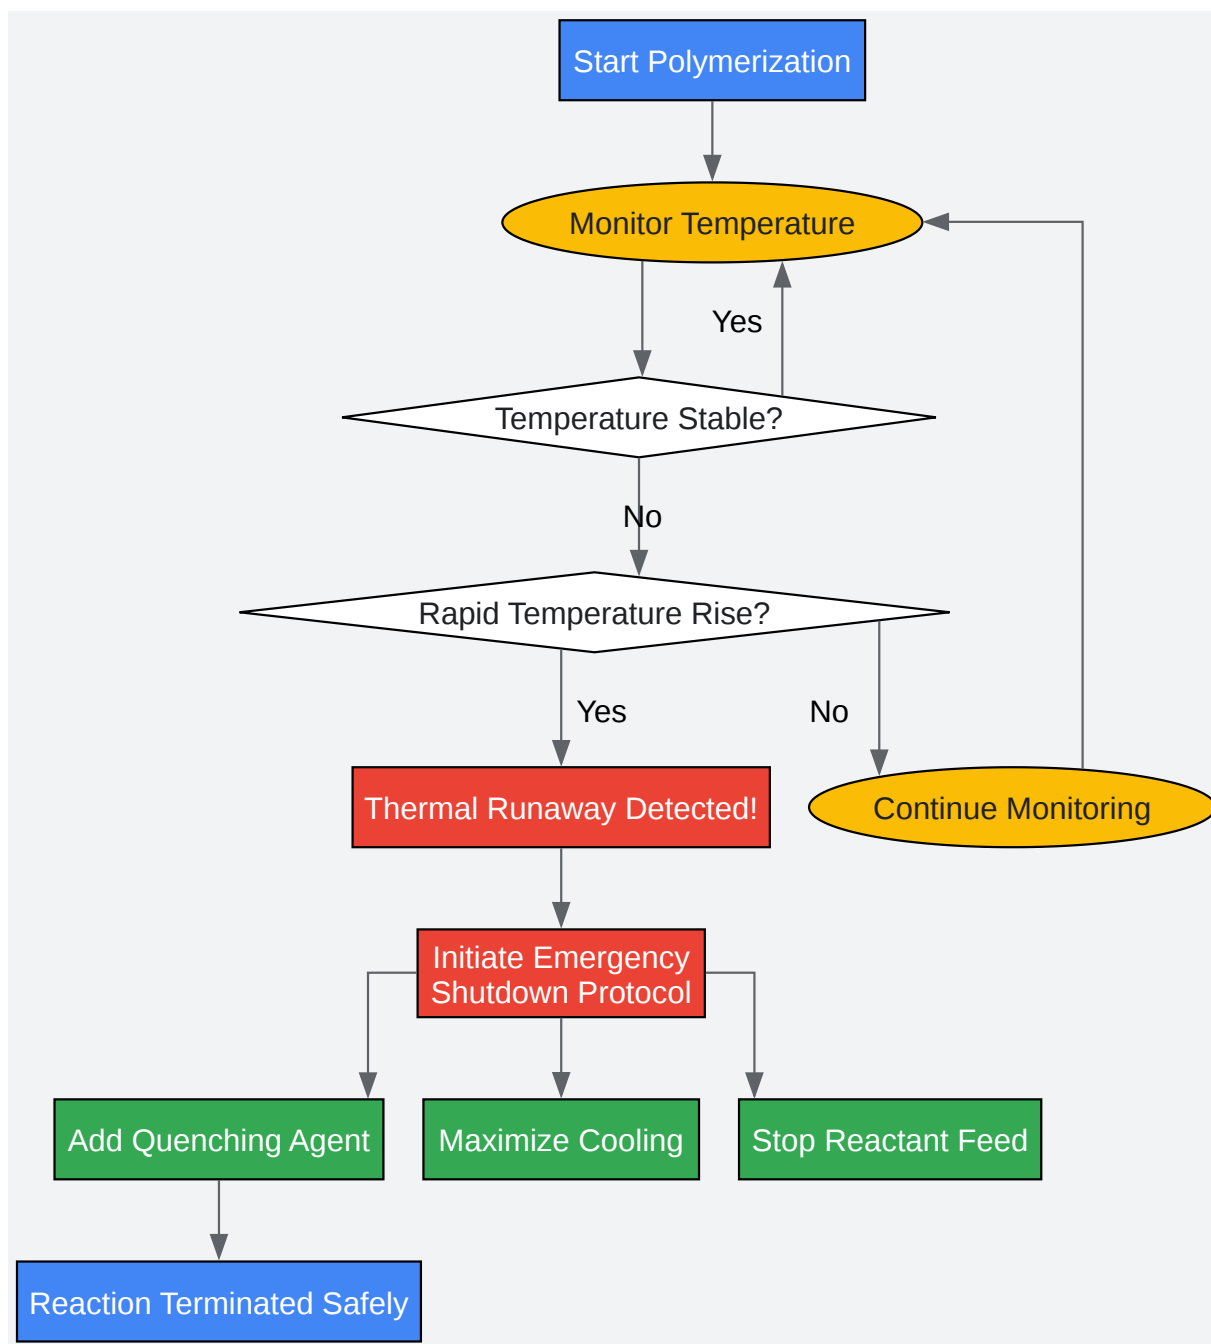 Start Polymerization
Monitor Temperature
Yes
Temperature Stable?
No
Rapid Temperature Rise?
Yes
No
Thermal Runaway Detected!
Continue Monitoring
Initiate Emergency
Shutdown Protocol
Add Quenching Agent
Maximize Cooling
Stop Reactant Feed
Reaction Terminated Safely